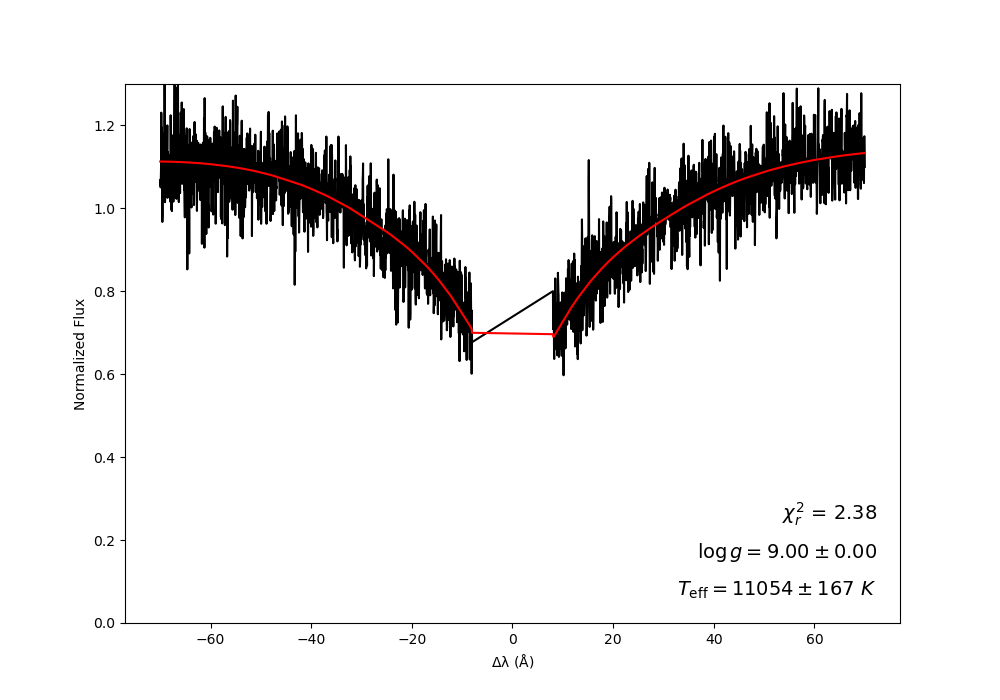 1.2
1.0
0.8
0.6
0.4
0.2
0.0
Normalized Flux
χ²ᵣ = 2.38
log g = 9.00 ± 0.00
T_eff = 11054 ± 167 K
−60 −40 −20 0 20 40 60
Δλ (Å)